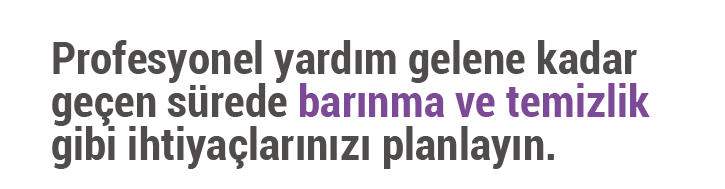 Profesyonel yardım gelene kadar
geçen sürede barınma ve temizlik
gibi ihtiyaçlarınızı planlayın.